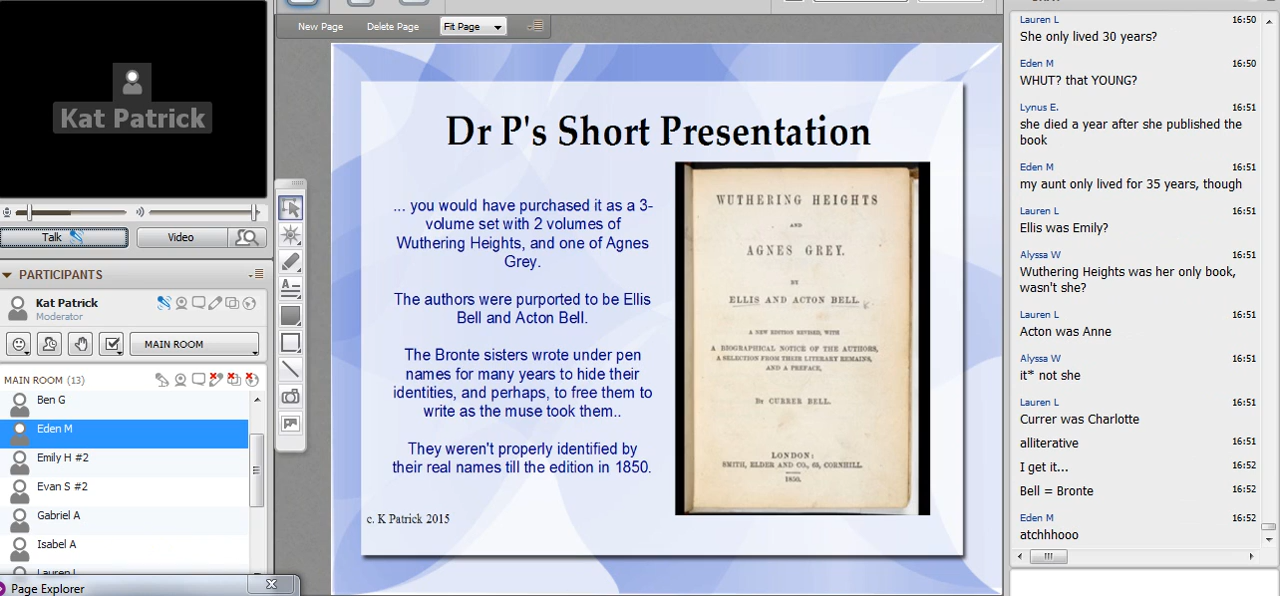 Kat Patrick
Talk
Video
PARTICIPANTS
Kat Patrick
Moderator
MAIN ROOM
MAIN ROOM (13)
Ben G
Eden M
Emily H #2
Evan S #2
Gabriel A
Isabel A
Lauren L
Page Explorer
New Page
Delete Page
Fit Page
Dr P's Short Presentation
... you would have purchased it as a 3-
volume set with 2 volumes of
Wuthering Heights, and one of Agnes
Grey.
The authors were purported to be Ellis
Bell and Acton Bell.
The Bronte sisters wrote under pen
names for many years to hide their
identities, and perhaps, to free them to
write as the muse took them..
They weren't properly identified by
their real names till the edition in 1850.
c. K Patrick 2015
WUTHERING HEIGHTS
AND
AGNES GREY.
BY
ELLIS AND ACTON BELL.
A NEW EDITION REVISED, WITH
A BIOGRAPHICAL NOTICE OF THE AUTHORS,
A SELECTION FROM THEIR LITERARY REMAINS,
AND A PREFACE,
BY CURRER BELL.
LONDON:
SMITH, ELDER AND CO., 65, CORNHILL.
1850.
Lauren L 16:50
She only lived 30 years?
Eden M 16:50
WHUT? that YOUNG?
Lynus E. 16:51
she died a year after she published the
book
Eden M 16:51
my aunt only lived for 35 years, though
Lauren L 16:51
Ellis was Emily?
Alyssa W 16:51
Wuthering Heights was her only book,
wasn't she?
Lauren L 16:51
Acton was Anne
Alyssa W 16:51
it* not she
Lauren L 16:51
Currer was Charlotte
alliterative 16:51
I get it... 16:52
Bell = Bronte 16:52
Eden M 16:52
atchhhooo